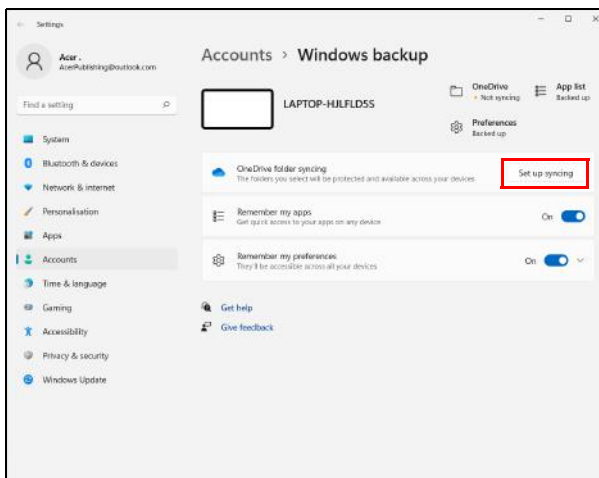 Settings
Acer .
AcerPublishing@outlook.com
Find a setting
System
Bluetooth & devices
Network & internet
Personalisation
Apps
Accounts
Time & language
Gaming
Accessibility
Privacy & security
Windows Update
Accounts > Windows backup
LAPTOP-HJLFLD5S
OneDrive
• Not syncing
App list
Backed up
Preferences
Backed up
OneDrive folder syncing
The folders you select will be protected and available across your devices
Set up syncing
Remember my apps
Get quick access to your apps on any device
On
Remember my preferences
They'll be accessible across all your devices
On
Get help
Give feedback